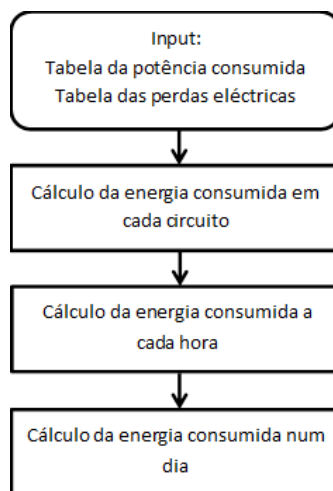 Input:
Tabela da potência consumida
Tabela das perdas eléctricas
Cálculo da energia consumida em
cada circuito
Cálculo da energia consumida a
cada hora
Cálculo da energia consumida num
dia